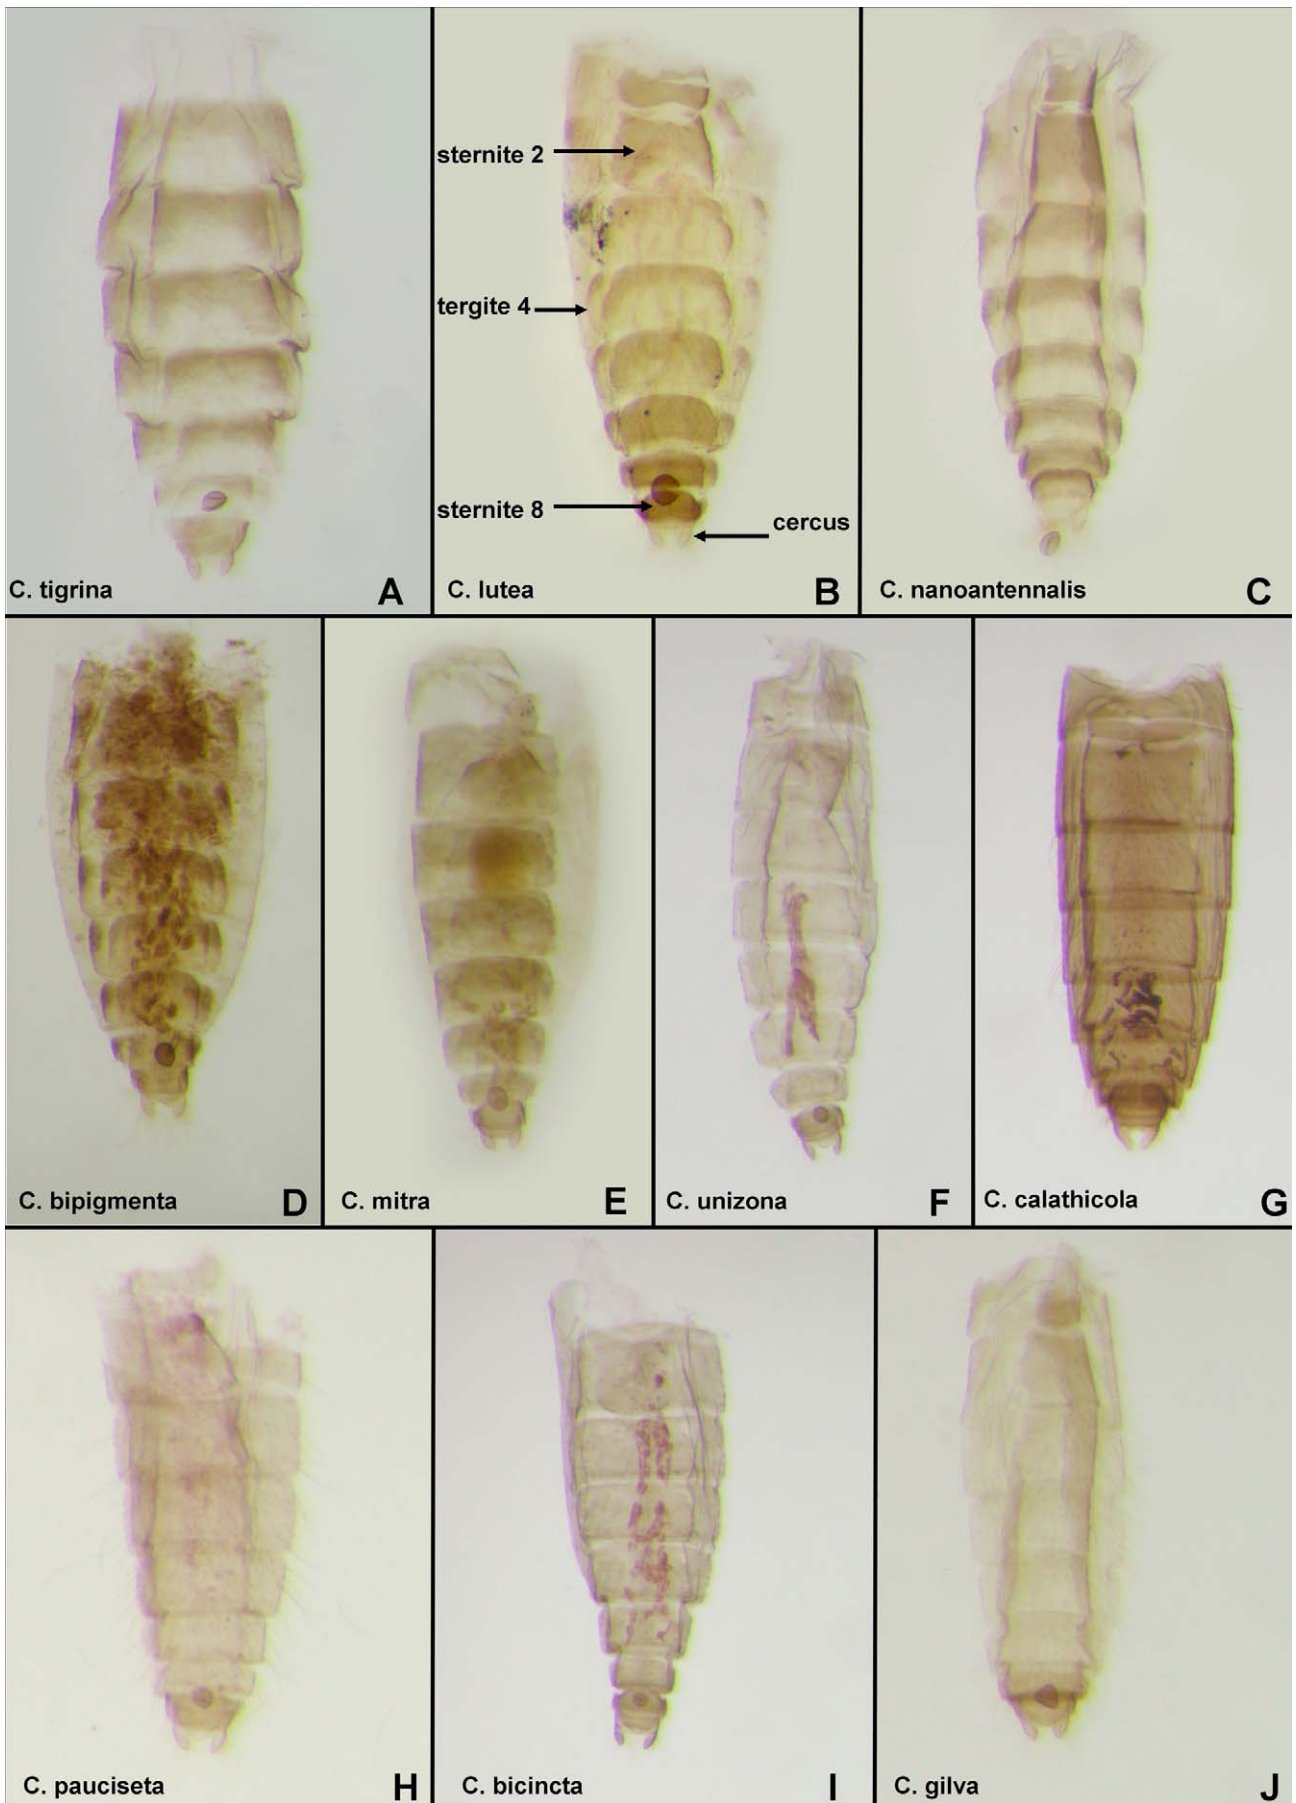 sternite 2
tergite 4
sternite 8
cercus
C. tigrina A
C. lutea B
C. nanoantennalis C
C. bipigmenta D
C. mitra E
C. unizona F
C. calathicola G
C. pauciseta H
C. bicincta I
C. gilva J